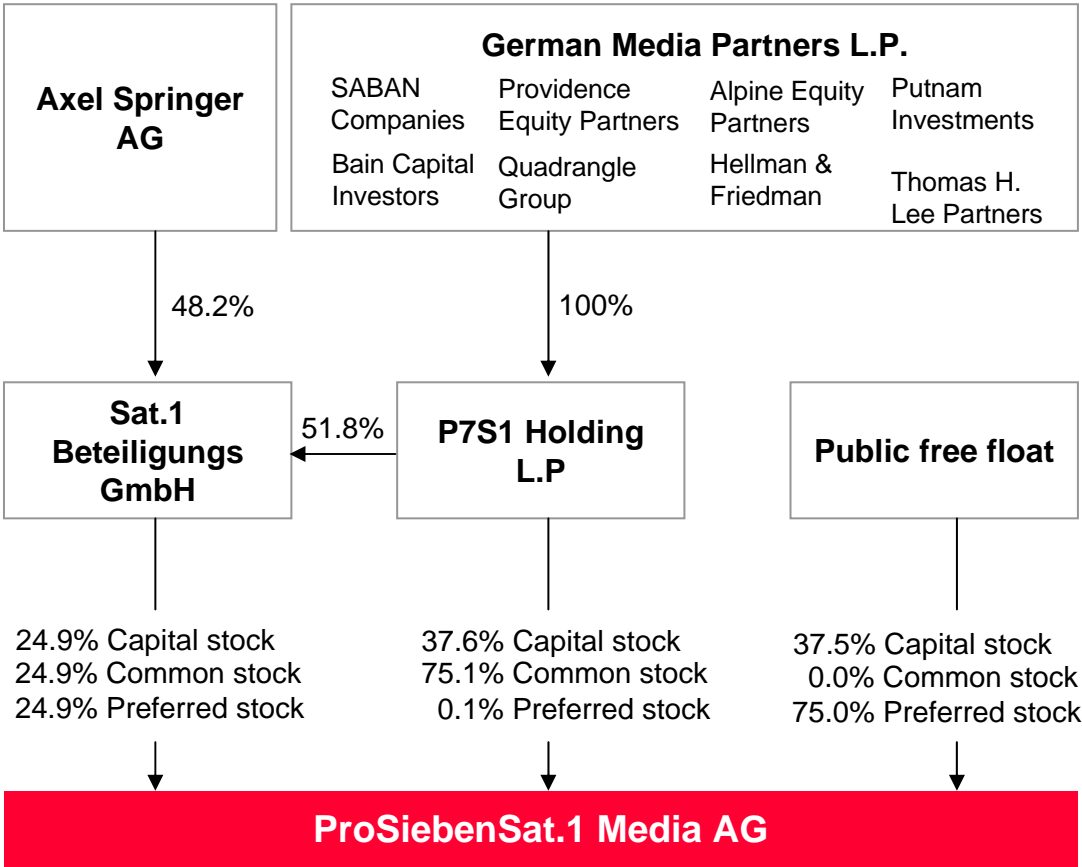 Axel Springer
AG
German Media Partners L.P.
SABAN
Companies
Providence
Equity Partners
Alpine Equity
Partners
Putnam
Investments
Bain Capital
Investors
Quadrangle
Group
Hellman &
Friedman
Thomas H.
Lee Partners
48.2%
100%
Sat.1
Beteiligungs
GmbH
51.8%
P7S1 Holding
L.P
Public free float
24.9% Capital stock
24.9% Common stock
24.9% Preferred stock
37.6% Capital stock
75.1% Common stock
0.1% Preferred stock
37.5% Capital stock
0.0% Common stock
75.0% Preferred stock
ProSiebenSat.1 Media AG